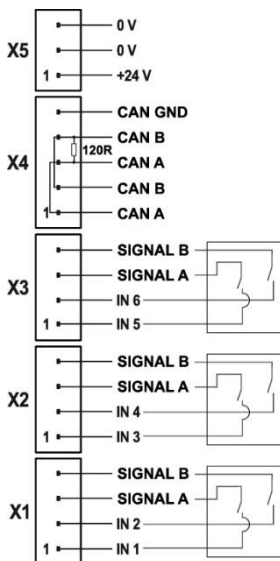 0 V
X5 0 V
1 +24 V
CAN GND
CAN B
120R
X4 CAN A
CAN B
1 CAN A
SIGNAL B
SIGNAL A
X3
IN 6
1 IN 5
SIGNAL B
SIGNAL A
X2
IN 4
1 IN 3
SIGNAL B
SIGNAL A
X1
IN 2
1 IN 1